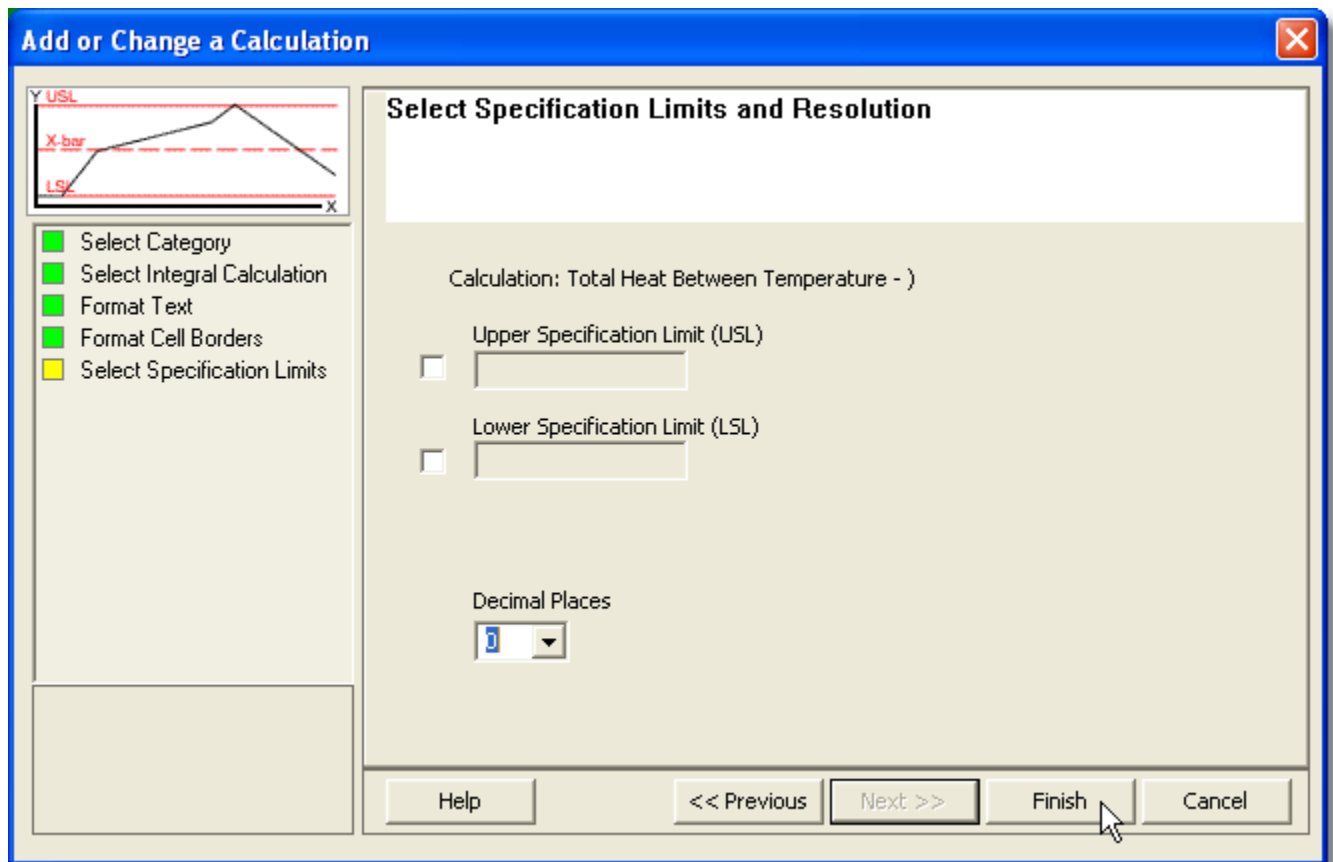 Add or Change a Calculation
Y USL
X-bar
LSL
X
Select Category
Select Integral Calculation
Format Text
Format Cell Borders
Select Specification Limits
Select Specification Limits and Resolution
Calculation: Total Heat Between Temperature - )
Upper Specification Limit (USL)
Lower Specification Limit (LSL)
Decimal Places
0
Help
<< Previous
Next >>
Finish
Cancel